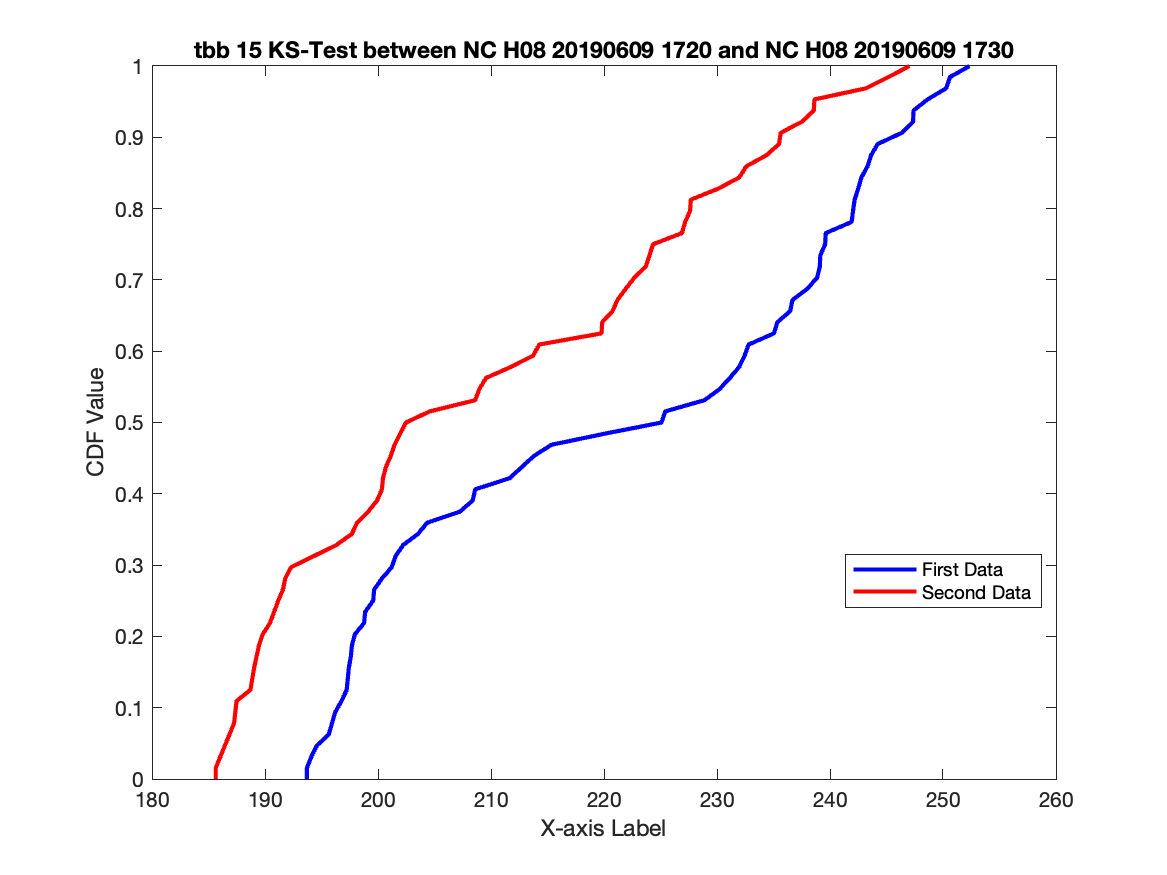 tbb 15 KS-Test between NC H08 20190609 1720 and NC H08 20190609 1730
1
0.9
0.8
0.7
0.6
0.5
0.4
0.3
0.2
0.1
0
CDF Value
First Data
Second Data
180 190 200 210 220 230 240 250 260
X-axis Label